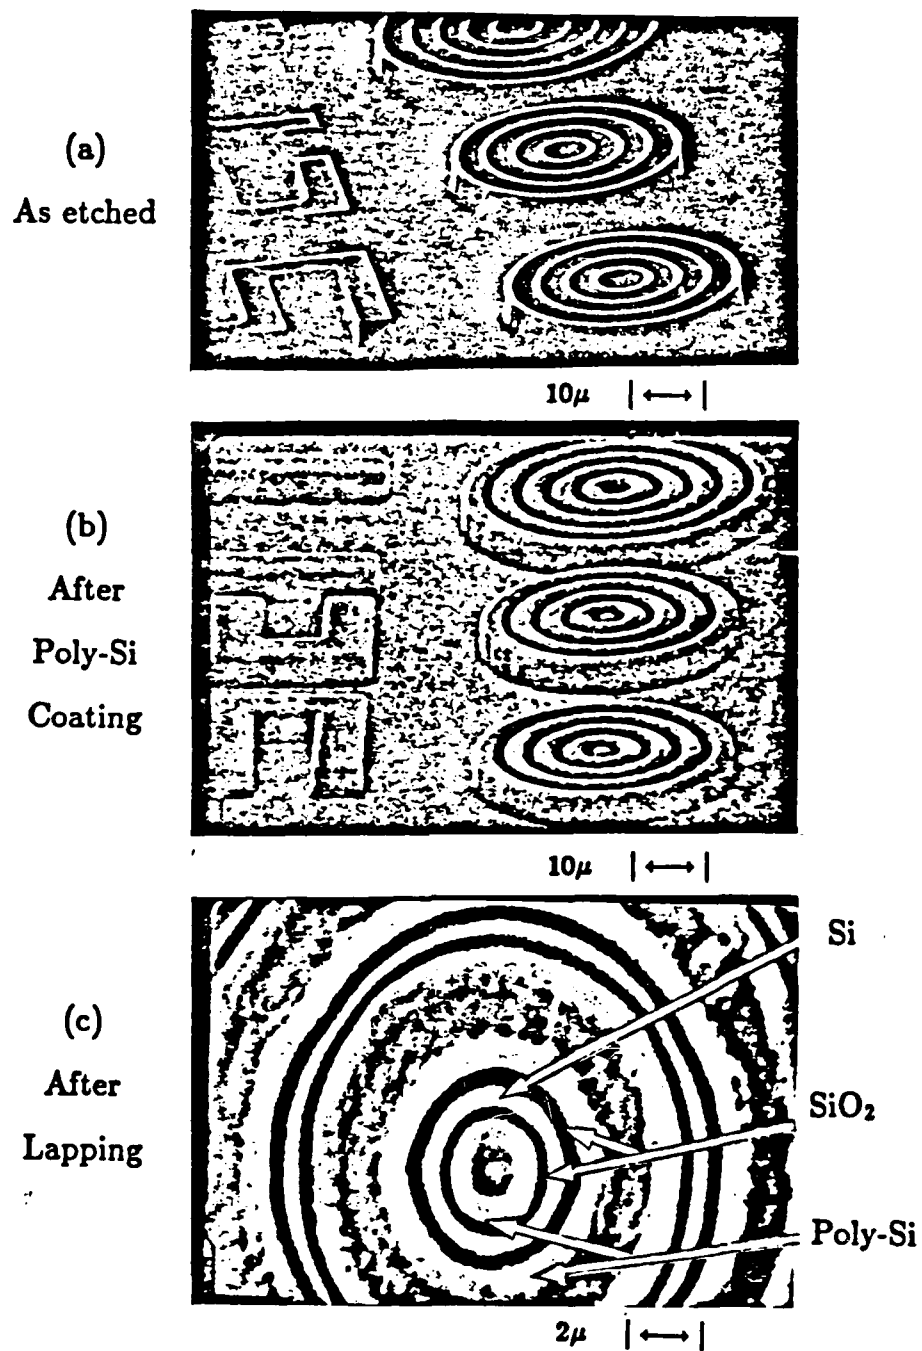 (a)
As etched
10μ
(b)
After
Poly-Si
Coating
10μ
(c)
After
Lapping
Si
SiO₂
Poly-Si
2μ